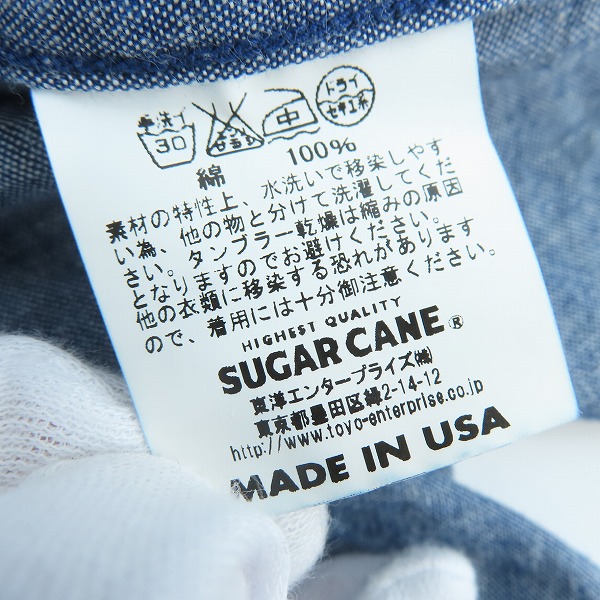 手洗イ 30 エンソサラシ 中 ドライ セキユ系
綿 100%
素材の特性上、水洗いで移染しやす
い為、他の物と分けて洗濯してくだ
さい。タンブラー乾燥は縮みの原因
となりますのでお避けください。
他の衣類に移染する恐れがあります
ので、着用には十分御注意ください。
HIGHEST QUALITY
SUGAR CANE®
東洋エンタープライズ㈱
東京都墨田区緑2-14-12
http://www.toyo-enterprise.co.jp
MADE IN USA